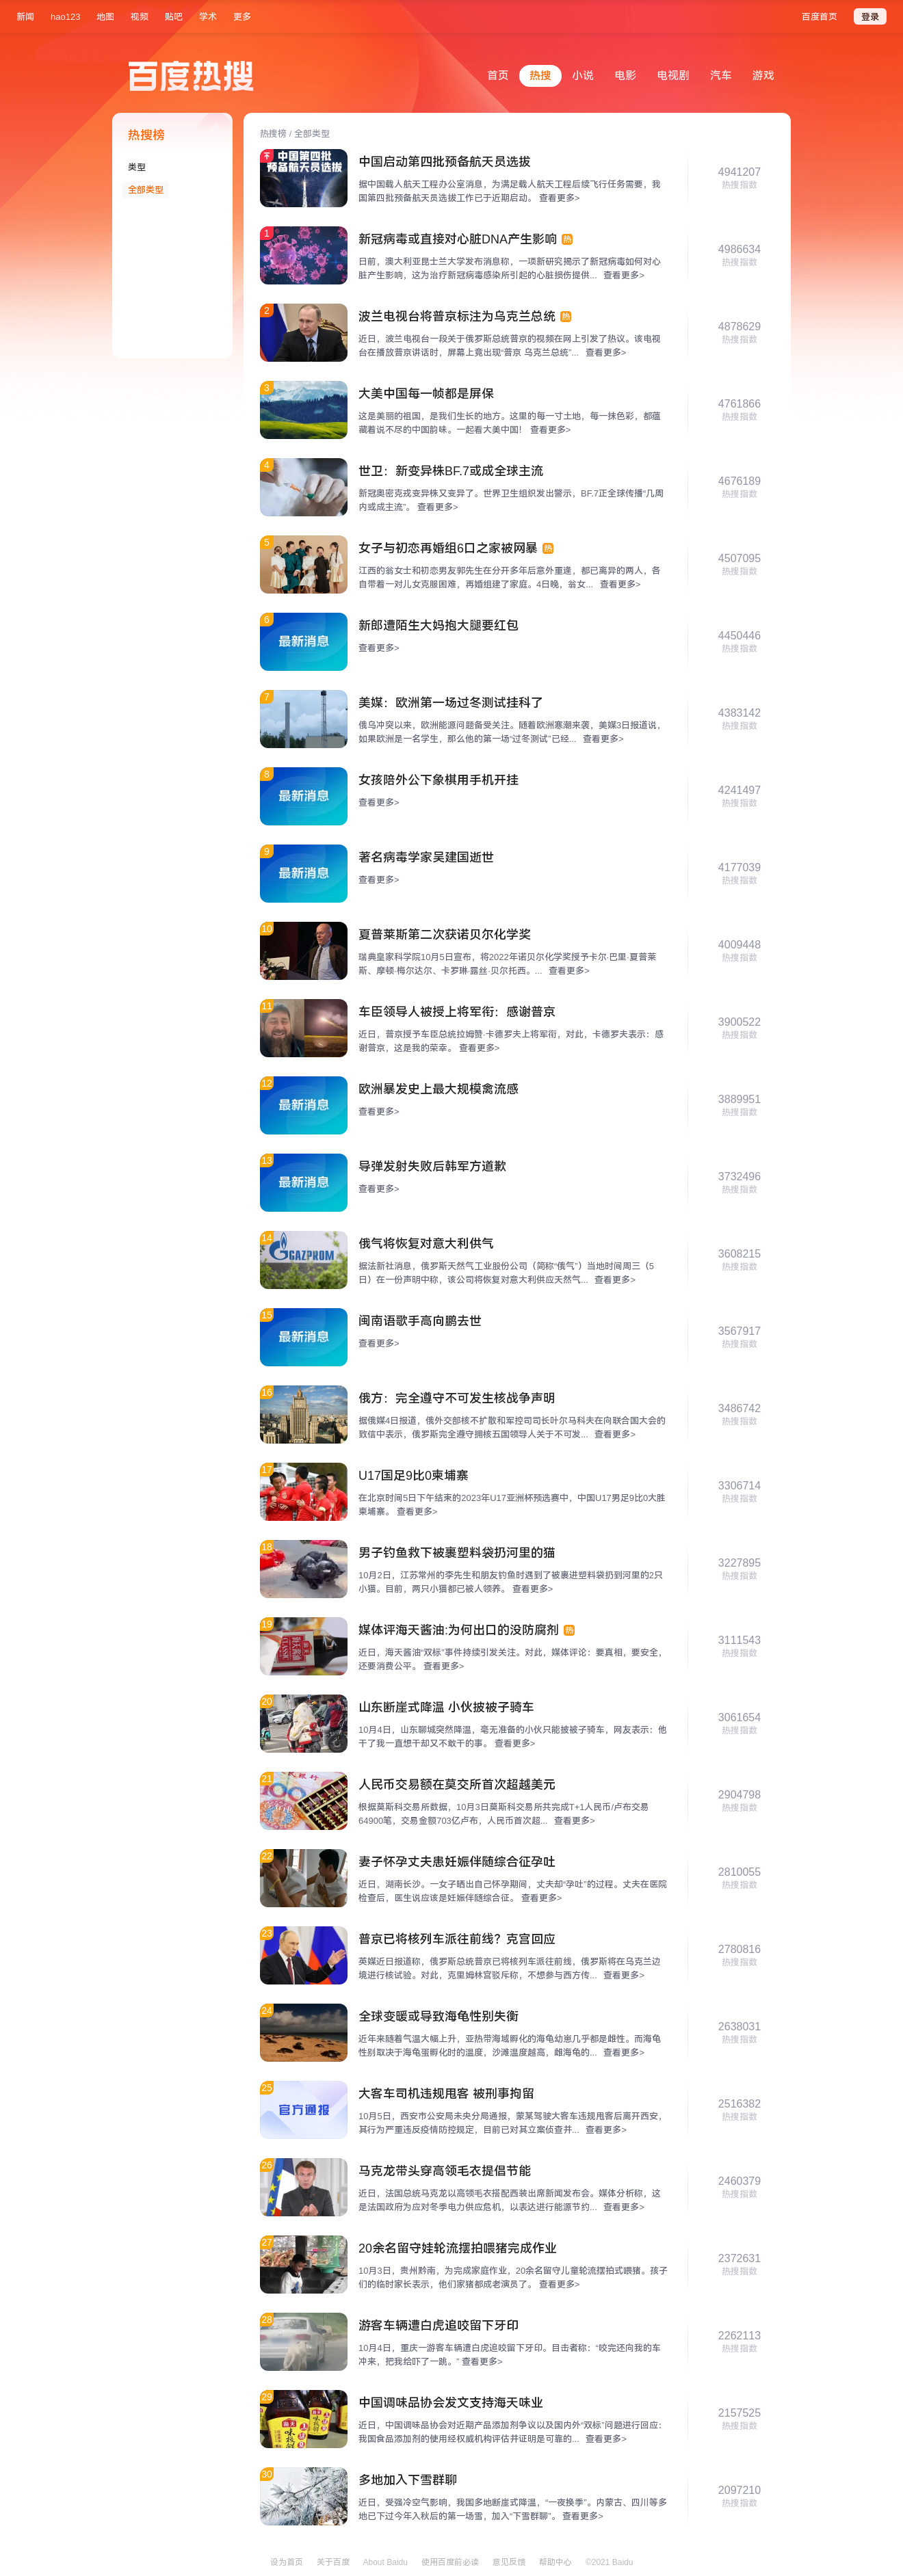 新闻 hao123 地图 视频 贴吧 学术 更多 百度首页 登录
百度热搜 首页 热搜 小说 电影 电视剧 汽车 游戏
热搜榜
类型
全部类型
热搜榜 / 全部类型
中国第四批
预备航天员选拔
中国启动第四批预备航天员选拔
据中国载人航天工程办公室消息，为满足载人航天工程后续飞行任务需要，我
国第四批预备航天员选拔工作已于近期启动。 查看更多>
4941207
热搜指数
1
新冠病毒或直接对心脏DNA产生影响 热
日前，澳大利亚昆士兰大学发布消息称，一项新研究揭示了新冠病毒如何对心
脏产生影响，这为治疗新冠病毒感染所引起的心脏损伤提供... 查看更多>
4986634
热搜指数
2
波兰电视台将普京标注为乌克兰总统 热
近日，波兰电视台一段关于俄罗斯总统普京的视频在网上引发了热议。该电视
台在播放普京讲话时，屏幕上竟出现“普京 乌克兰总统”... 查看更多>
4878629
热搜指数
3
大美中国每一帧都是屏保
这是美丽的祖国，是我们生长的地方。这里的每一寸土地，每一抹色彩，都蕴
藏着说不尽的中国韵味。一起看大美中国！ 查看更多>
4761866
热搜指数
4
世卫：新变异株BF.7或成全球主流
新冠奥密克戎变异株又变异了。世界卫生组织发出警示，BF.7正全球传播“几周
内或成主流”。 查看更多>
4676189
热搜指数
5
女子与初恋再婚组6口之家被网暴 热
江西的翁女士和初恋男友郭先生在分开多年后意外重逢，都已离异的两人，各
自带着一对儿女克服困难，再婚组建了家庭。4日晚，翁女... 查看更多>
4507095
热搜指数
6
最新消息
新郎遭陌生大妈抱大腿要红包
查看更多>
4450446
热搜指数
7
美媒：欧洲第一场过冬测试挂科了
俄乌冲突以来，欧洲能源问题备受关注。随着欧洲寒潮来袭，美媒3日报道说，
如果欧洲是一名学生，那么他的第一场“过冬测试”已经... 查看更多>
4383142
热搜指数
8
最新消息
女孩陪外公下象棋用手机开挂
查看更多>
4241497
热搜指数
9
最新消息
著名病毒学家吴建国逝世
查看更多>
4177039
热搜指数
10
夏普莱斯第二次获诺贝尔化学奖
瑞典皇家科学院10月5日宣布，将2022年诺贝尔化学奖授予卡尔·巴里·夏普莱
斯、摩顿·梅尔达尔、卡罗琳·露丝·贝尔托西。... 查看更多>
4009448
热搜指数
11
车臣领导人被授上将军衔：感谢普京
近日，普京授予车臣总统拉姆赞·卡德罗夫上将军衔，对此，卡德罗夫表示：感
谢普京，这是我的荣幸。 查看更多>
3900522
热搜指数
12
最新消息
欧洲暴发史上最大规模禽流感
查看更多>
3889951
热搜指数
13
最新消息
导弹发射失败后韩军方道歉
查看更多>
3732496
热搜指数
14
GAZPROM
俄气将恢复对意大利供气
据法新社消息，俄罗斯天然气工业股份公司（简称“俄气”）当地时间周三（5
日）在一份声明中称，该公司将恢复对意大利供应天然气... 查看更多>
3608215
热搜指数
15
最新消息
闽南语歌手高向鹏去世
查看更多>
3567917
热搜指数
16
俄方：完全遵守不可发生核战争声明
据俄媒4日报道，俄外交部核不扩散和军控司司长叶尔马科夫在向联合国大会的
致信中表示，俄罗斯完全遵守拥核五国领导人关于不可发... 查看更多>
3486742
热搜指数
17
U17国足9比0柬埔寨
在北京时间5日下午结束的2023年U17亚洲杯预选赛中，中国U17男足9比0大胜
柬埔寨。 查看更多>
3306714
热搜指数
18
男子钓鱼救下被裹塑料袋扔河里的猫
10月2日，江苏常州的李先生和朋友钓鱼时遇到了被裹进塑料袋扔到河里的2只
小猫。目前，两只小猫都已被人领养。 查看更多>
3227895
热搜指数
19
媒体评海天酱油:为何出口的没防腐剂 热
近日，海天酱油“双标”事件持续引发关注。对此，媒体评论：要真相，要安全，
还要消费公平。 查看更多>
3111543
热搜指数
20
山东断崖式降温 小伙披被子骑车
10月4日，山东聊城突然降温，毫无准备的小伙只能披被子骑车，网友表示：他
干了我一直想干却又不敢干的事。 查看更多>
3061654
热搜指数
21
100
人民币交易额在莫交所首次超越美元
根据莫斯科交易所数据，10月3日莫斯科交易所共完成T+1人民币/卢布交易
64900笔，交易金额703亿卢布，人民币首次超... 查看更多>
2904798
热搜指数
22
妻子怀孕丈夫患妊娠伴随综合征孕吐
近日，湖南长沙。一女子晒出自己怀孕期间，丈夫却“孕吐”的过程。丈夫在医院
检查后，医生说应该是妊娠伴随综合征。 查看更多>
2810055
热搜指数
23
普京已将核列车派往前线？克宫回应
英媒近日报道称，俄罗斯总统普京已将核列车派往前线，俄罗斯将在乌克兰边
境进行核试验。对此，克里姆林宫驳斥称，不想参与西方传... 查看更多>
2780816
热搜指数
24
全球变暖或导致海龟性别失衡
近年来随着气温大幅上升，亚热带海域孵化的海龟幼崽几乎都是雌性。而海龟
性别取决于海龟蛋孵化时的温度，沙滩温度越高，雌海龟的... 查看更多>
2638031
热搜指数
25
官方通报
大客车司机违规甩客 被刑事拘留
10月5日，西安市公安局未央分局通报，蒙某驾驶大客车违规甩客后离开西安，
其行为严重违反疫情防控规定，目前已对其立案侦查并... 查看更多>
2516382
热搜指数
26
马克龙带头穿高领毛衣提倡节能
近日，法国总统马克龙以高领毛衣搭配西装出席新闻发布会。媒体分析称，这
是法国政府为应对冬季电力供应危机，以表达进行能源节约... 查看更多>
2460379
热搜指数
27
20余名留守娃轮流摆拍喂猪完成作业
10月3日，贵州黔南，为完成家庭作业，20余名留守儿童轮流摆拍式喂猪。孩子
们的临时家长表示，他们家猪都成老演员了。 查看更多>
2372631
热搜指数
28
游客车辆遭白虎追咬留下牙印
10月4日，重庆一游客车辆遭白虎追咬留下牙印。目击者称：“咬完还向我的车
冲来，把我给吓了一跳。” 查看更多>
2262113
热搜指数
29
中国调味品协会发文支持海天味业
近日，中国调味品协会对近期产品添加剂争议以及国内外“双标”问题进行回应：
我国食品添加剂的使用经权威机构评估并证明是可靠的... 查看更多>
2157525
热搜指数
30
多地加入下雪群聊
近日，受强冷空气影响，我国多地断崖式降温，“一夜换季”。内蒙古、四川等多
地已下过今年入秋后的第一场雪，加入“下雪群聊”。 查看更多>
2097210
热搜指数
设为首页 关于百度 About Baidu 使用百度前必读 意见反馈 帮助中心 ©2021 Baidu